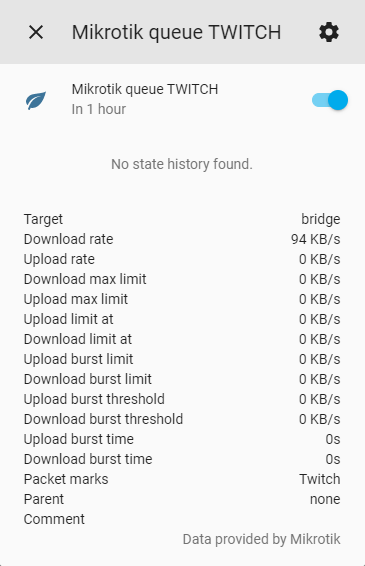 Mikrotik queue TWITCH
Mikrotik queue TWITCH
In 1 hour
No state history found.
Target bridge
Download rate 94 KB/s
Upload rate 0 KB/s
Download max limit 0 KB/s
Upload max limit 0 KB/s
Upload limit at 0 KB/s
Download limit at 0 KB/s
Upload burst limit 0 KB/s
Download burst limit 0 KB/s
Upload burst threshold 0 KB/s
Download burst threshold 0 KB/s
Upload burst time 0s
Download burst time 0s
Packet marks Twitch
Parent none
Comment
Data provided by Mikrotik